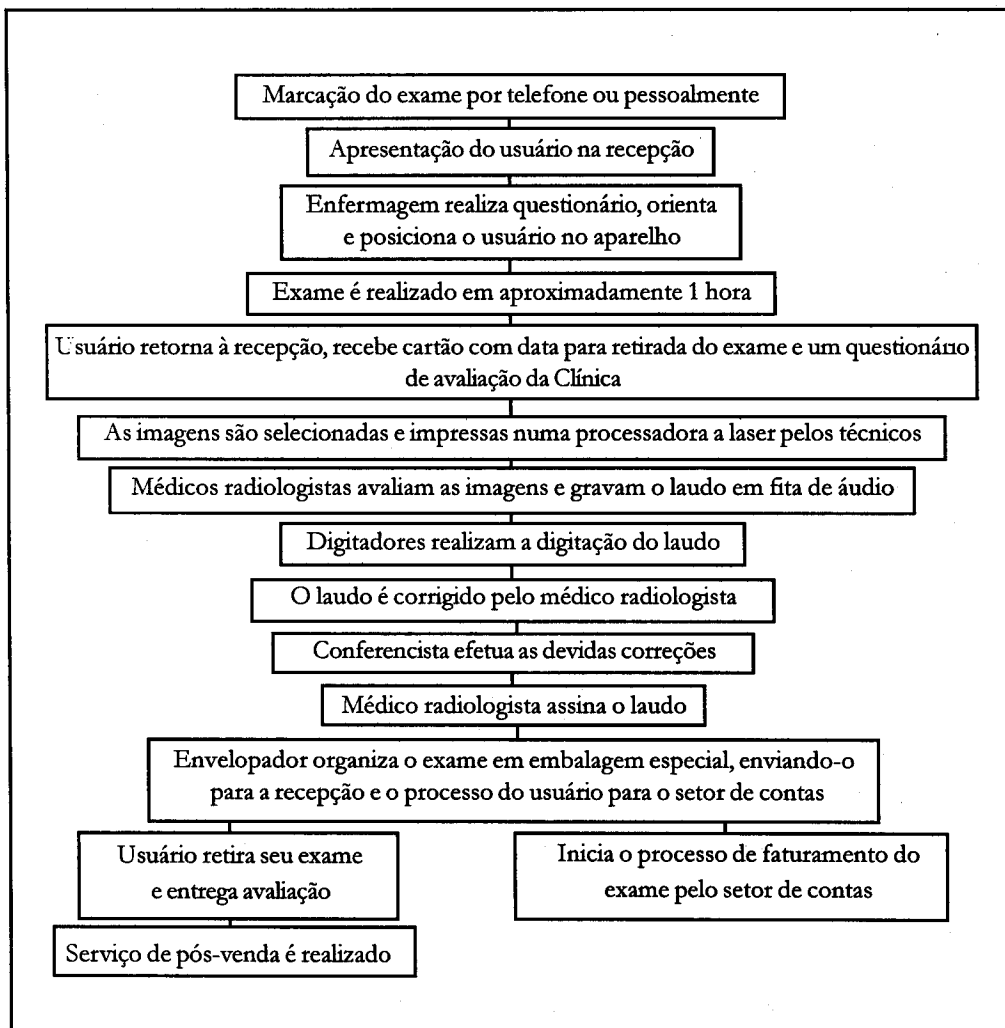 Marcação do exame por telefone ou pessoalmente
Apresentação do usuário na recepção
Enfermagem realiza questionário, orienta
e posiciona o usuário no aparelho
Exame é realizado em aproximadamente 1 hora
Usuário retorna à recepção, recebe cartão com data para retirada do exame e um questionário
de avaliação da Clínica
As imagens são selecionadas e impressas numa processadora a laser pelos técnicos
Médicos radiologistas avaliam as imagens e gravam o laudo em fita de áudio
Digitadores realizam a digitação do laudo
O laudo é corrigido pelo médico radiologista
Conferencista efetua as devidas correções
Médico radiologista assina o laudo
Envelopador organiza o exame em embalagem especial, enviando-o
para a recepção e o processo do usuário para o setor de contas
Usuário retira seu exame
e entrega avaliação
Inicia o processo de faturamento do
exame pelo setor de contas
Serviço de pós-venda é realizado